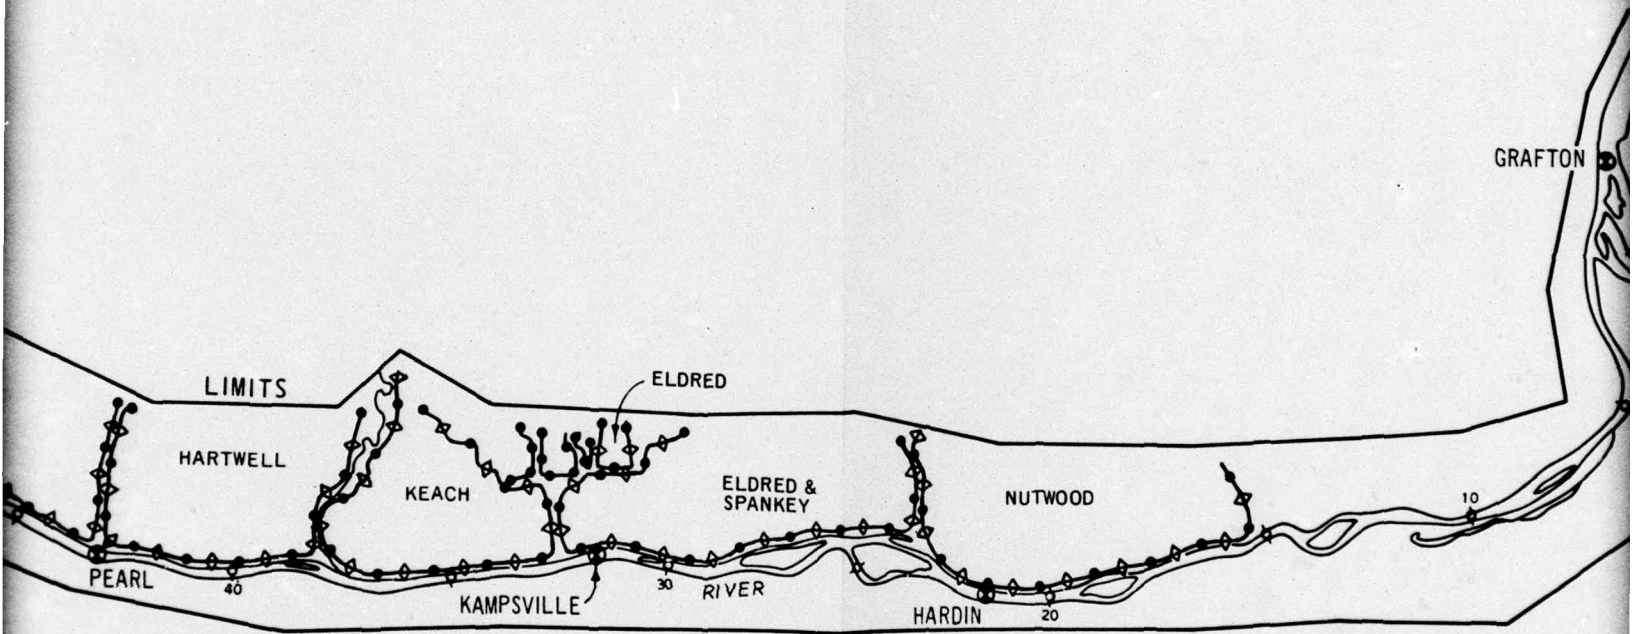 GRAFTON
LIMITS
ELDRED
HARTWELL
KEACH
ELDRED &
SPANKEY
NUTWOOD
10
PEARL
40
KAMPSVILLE
30
RIVER
HARDIN
20